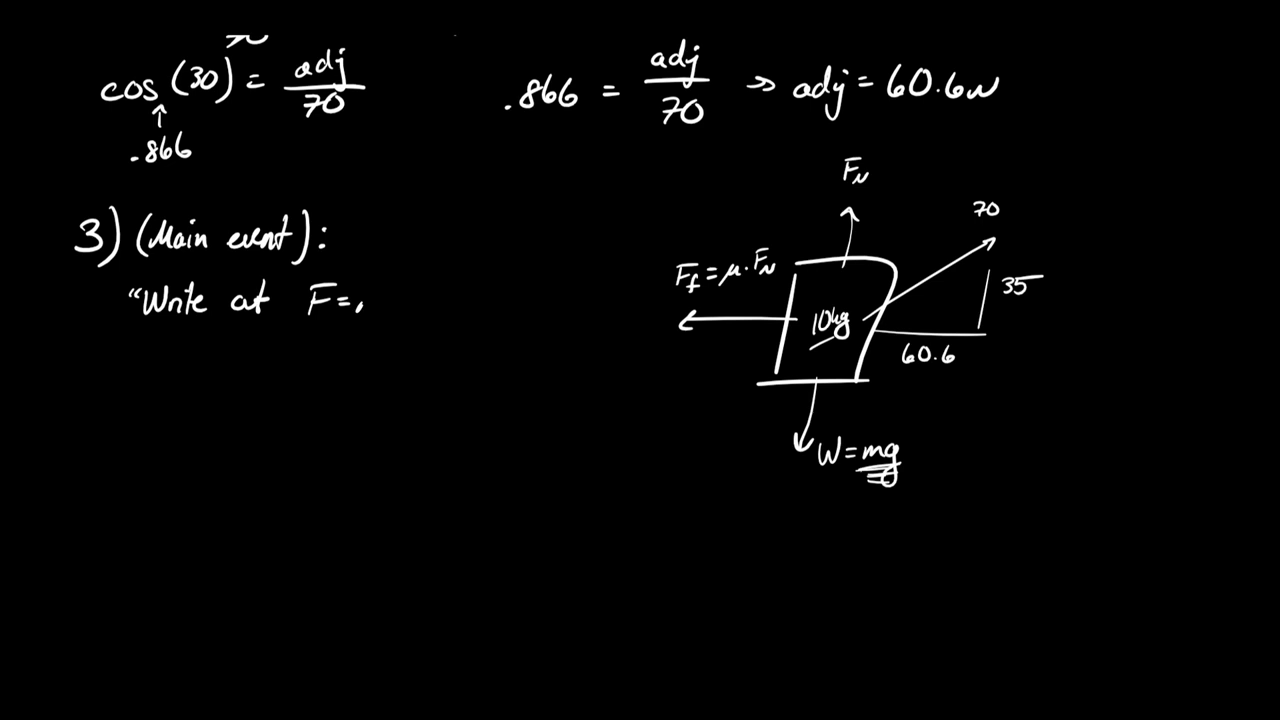 cos(30) = adj/70
.866
.866 = adj/70 => adj = 60.6N
3) (Main event):
"Write at F=
F_N
70
F_f = μ·F_N
35
10kg
60.6
W = mg